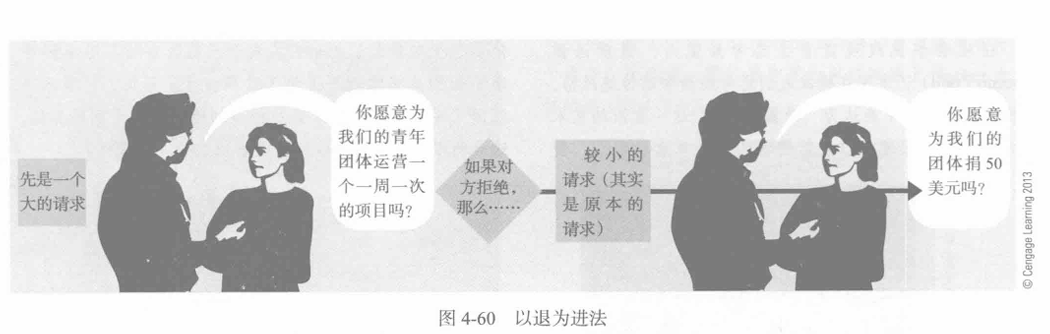 先是一个
大的请求
你愿意为
我们的青年
团体运营一
个一周一次
的项目吗？
如果对
方拒绝，
那么……
较小的
请求（其实
是原本的
请求）
你愿意
为我们的
团体捐50
美元吗？
© Cengage Learning 2013
图 4-60 以退为进法